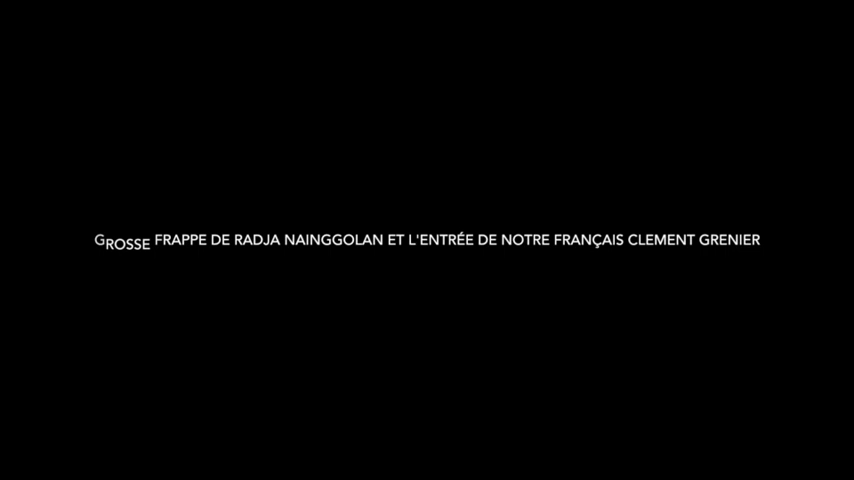 GROSSE FRAPPE DE RADJA NAINGGOLAN ET L'ENTRÉE DE NOTRE FRANÇAIS CLEMENT GRENIER